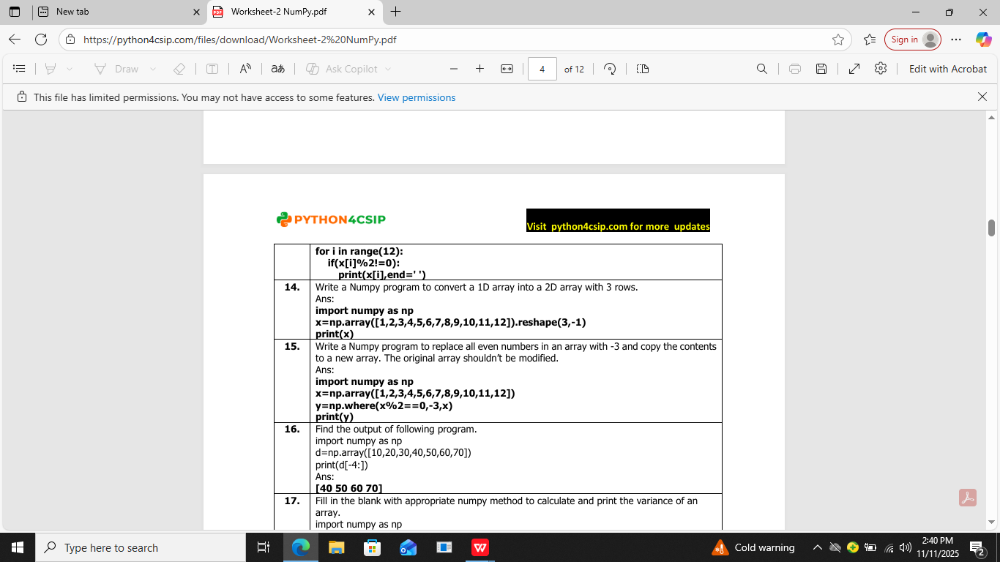 New tab
Worksheet-2 NumPy.pdf
https://python4csip.com/files/download/Worksheet-2%20NumPy.pdf
Sign in
Draw
Ask Copilot
4 of 12
Edit with Acrobat
This file has limited permissions. You may not have access to some features. View permissions
PYTHON4CSIP
Visit python4csip.com for more updates
for i in range(12):
if(x[i]%2!=0):
print(x[i],end=' ')
14. Write a Numpy program to convert a 1D array into a 2D array with 3 rows.
Ans:
import numpy as np
x=np.array([1,2,3,4,5,6,7,8,9,10,11,12]).reshape(3,-1)
print(x)
15. Write a Numpy program to replace all even numbers in an array with -3 and copy the contents
to a new array. The original array shouldn’t be modified.
Ans:
import numpy as np
x=np.array([1,2,3,4,5,6,7,8,9,10,11,12])
y=np.where(x%2==0,-3,x)
print(y)
16. Find the output of following program.
import numpy as np
d=np.array([10,20,30,40,50,60,70])
print(d[-4:])
Ans:
[40 50 60 70]
17. Fill in the blank with appropriate numpy method to calculate and print the variance of an
array.
import numpy as np
Type here to search
Cold warning
2:40 PM
11/11/2025
2